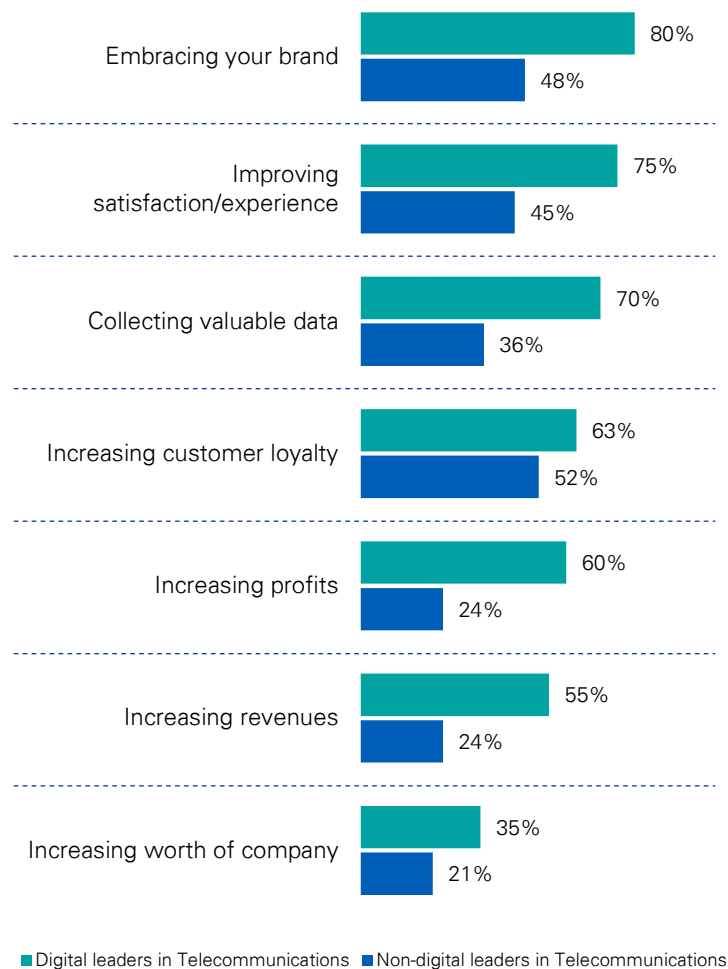 Embracing your brand
80%
48%
Improving
satisfaction/experience
75%
45%
Collecting valuable data
70%
36%
Increasing customer loyalty
63%
52%
Increasing profits
60%
24%
Increasing revenues
55%
24%
Increasing worth of company
35%
21%
Digital leaders in Telecommunications Non-digital leaders in Telecommunications